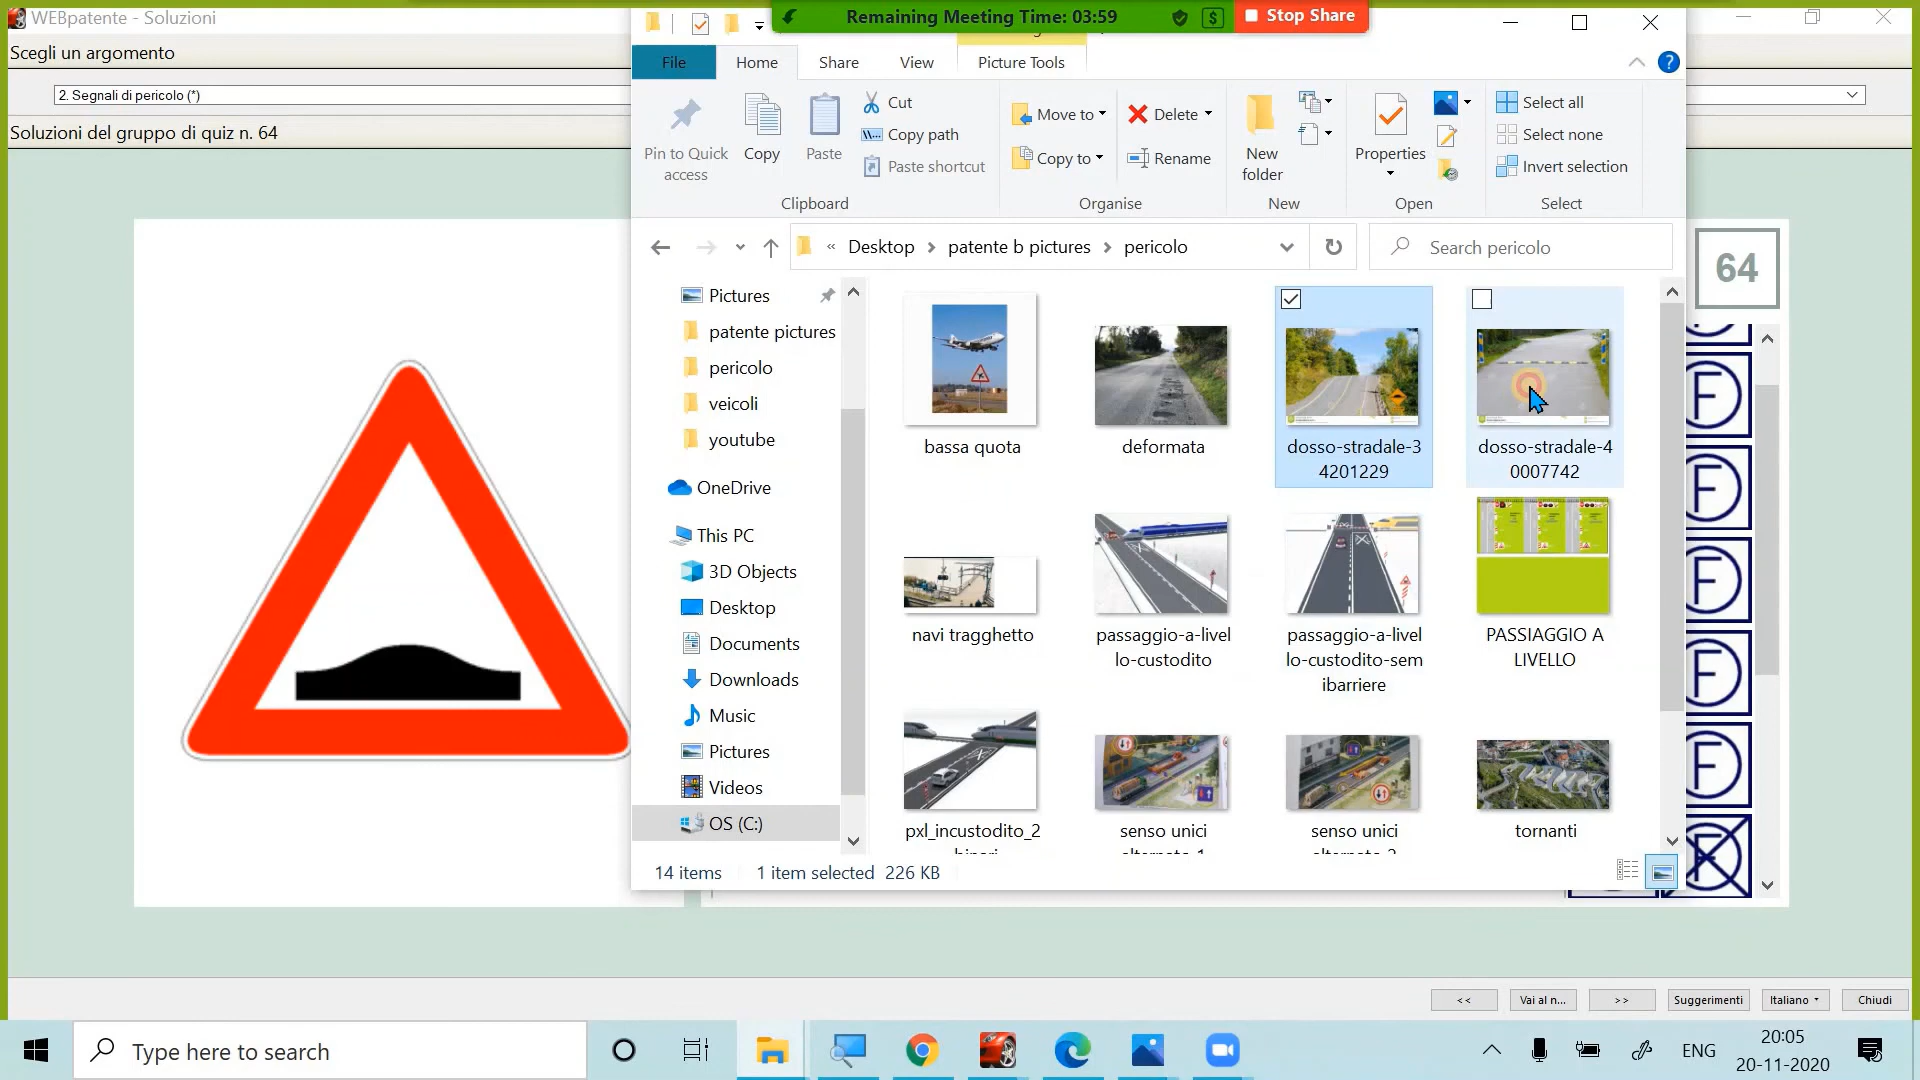 WEBpatente - Soluzioni
Remaining Meeting Time: 03:59
Stop Share
Scegli un argomento
2. Segnali di pericolo (*)
Soluzioni del gruppo di quiz n. 64
File
Home
Share
View
Picture Tools
Pin to Quick access
Copy
Paste
Cut
Copy path
Paste shortcut
Clipboard
Move to
Copy to
Delete
Rename
Organise
New folder
New
Properties
Open
Select all
Select none
Invert selection
Select
« Desktop > patente b pictures > pericolo
Search pericolo
64
Pictures
patente pictures
pericolo
veicoli
youtube
OneDrive
This PC
3D Objects
Desktop
Documents
Downloads
Music
Pictures
Videos
OS (C:)
bassa quota
deformata
dosso-stradale-3
4201229
dosso-stradale-4
0007742
navi tragghetto
passaggio-a-livel
lo-custodito
passaggio-a-livel
lo-custodito-sem
ibarriere
PASSIAGGIO A
LIVELLO
pxl_incustodito_2
senso unici
senso unici
tornanti
F
F
F
F
F
F
14 items
1 item selected 226 KB
<<
Vai al n...
>>
Suggerimenti
Italiano
Chiudi
Type here to search
ENG
20:05
20-11-2020